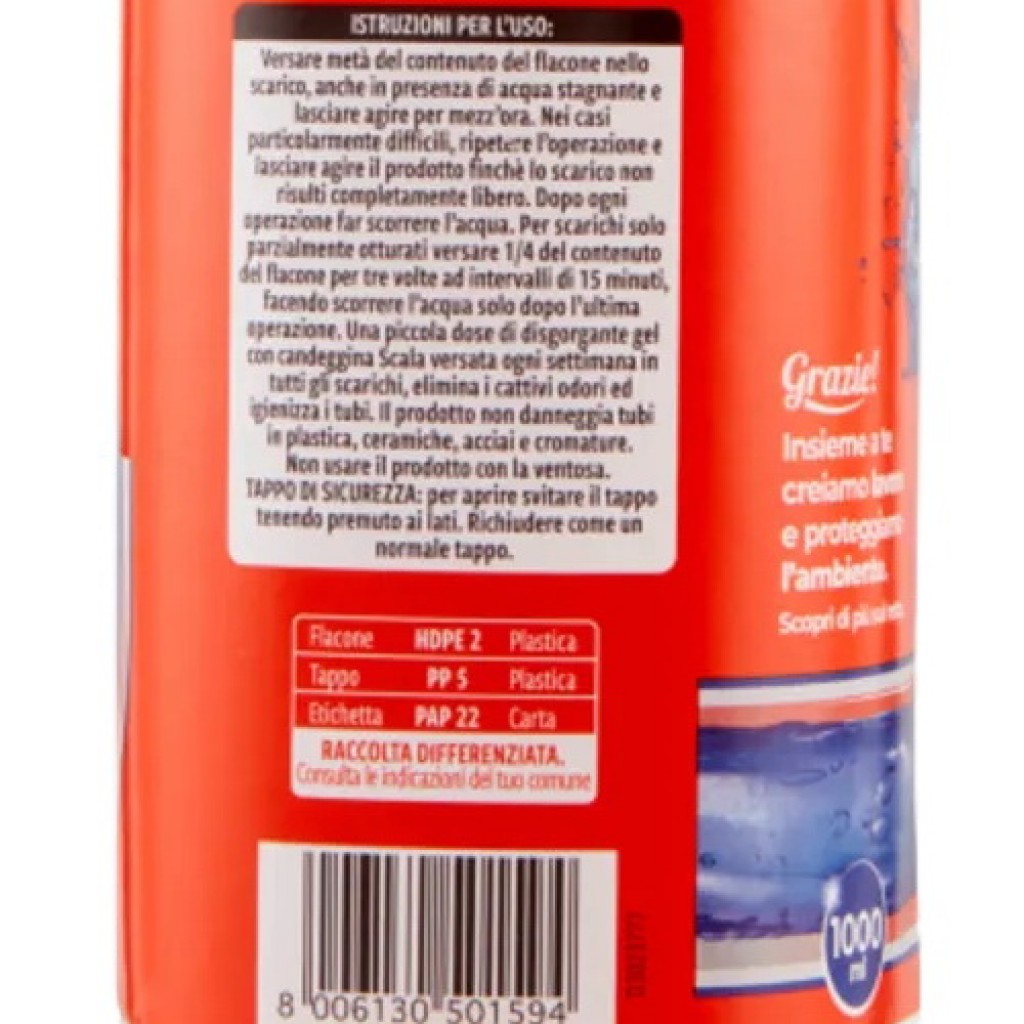 ISTRUZIONI PER L'USO:
Versare metà del contenuto del flacone nello
scarico, anche in presenza di acqua stagnante e
lasciare agire per mezz'ora. Nei casi
particolarmente difficili, ripetere l'operazione e
lasciare agire il prodotto finchè lo scarico non
risulti completamente libero. Dopo ogni
operazione far scorrere l'acqua. Per scarichi solo
parzialmente otturati versare 1/4 del contenuto
del flacone per tre volte ad intervalli di 15 minuti,
facendo scorrere l'acqua solo dopo l'ultima
operazione. Una piccola dose di disgorgante gel
con candeggina Scala versata ogni settimana in
tutti gli scarichi, elimina i cattivi odori ed
igienizza i tubi. Il prodotto non danneggia tubi
in plastica, ceramiche, acciai e cromature.
Non usare il prodotto con la ventosa.
TAPPO DI SICUREZZA: per aprire svitare il tappo
tenendo premuto ai lati. Richiudere come un
normale tappo.
Flacone HDPE 2 Plastica
Tappo PP 5 Plastica
Etichetta PAP 22 Carta
RACCOLTA DIFFERENZIATA.
Consulta le indicazioni del tuo comune
8 006130 501594
Grazie!
Insieme a te
creiamo lavoro
e proteggiamo
l'ambiente.
Scopri di più sul
1000
ml